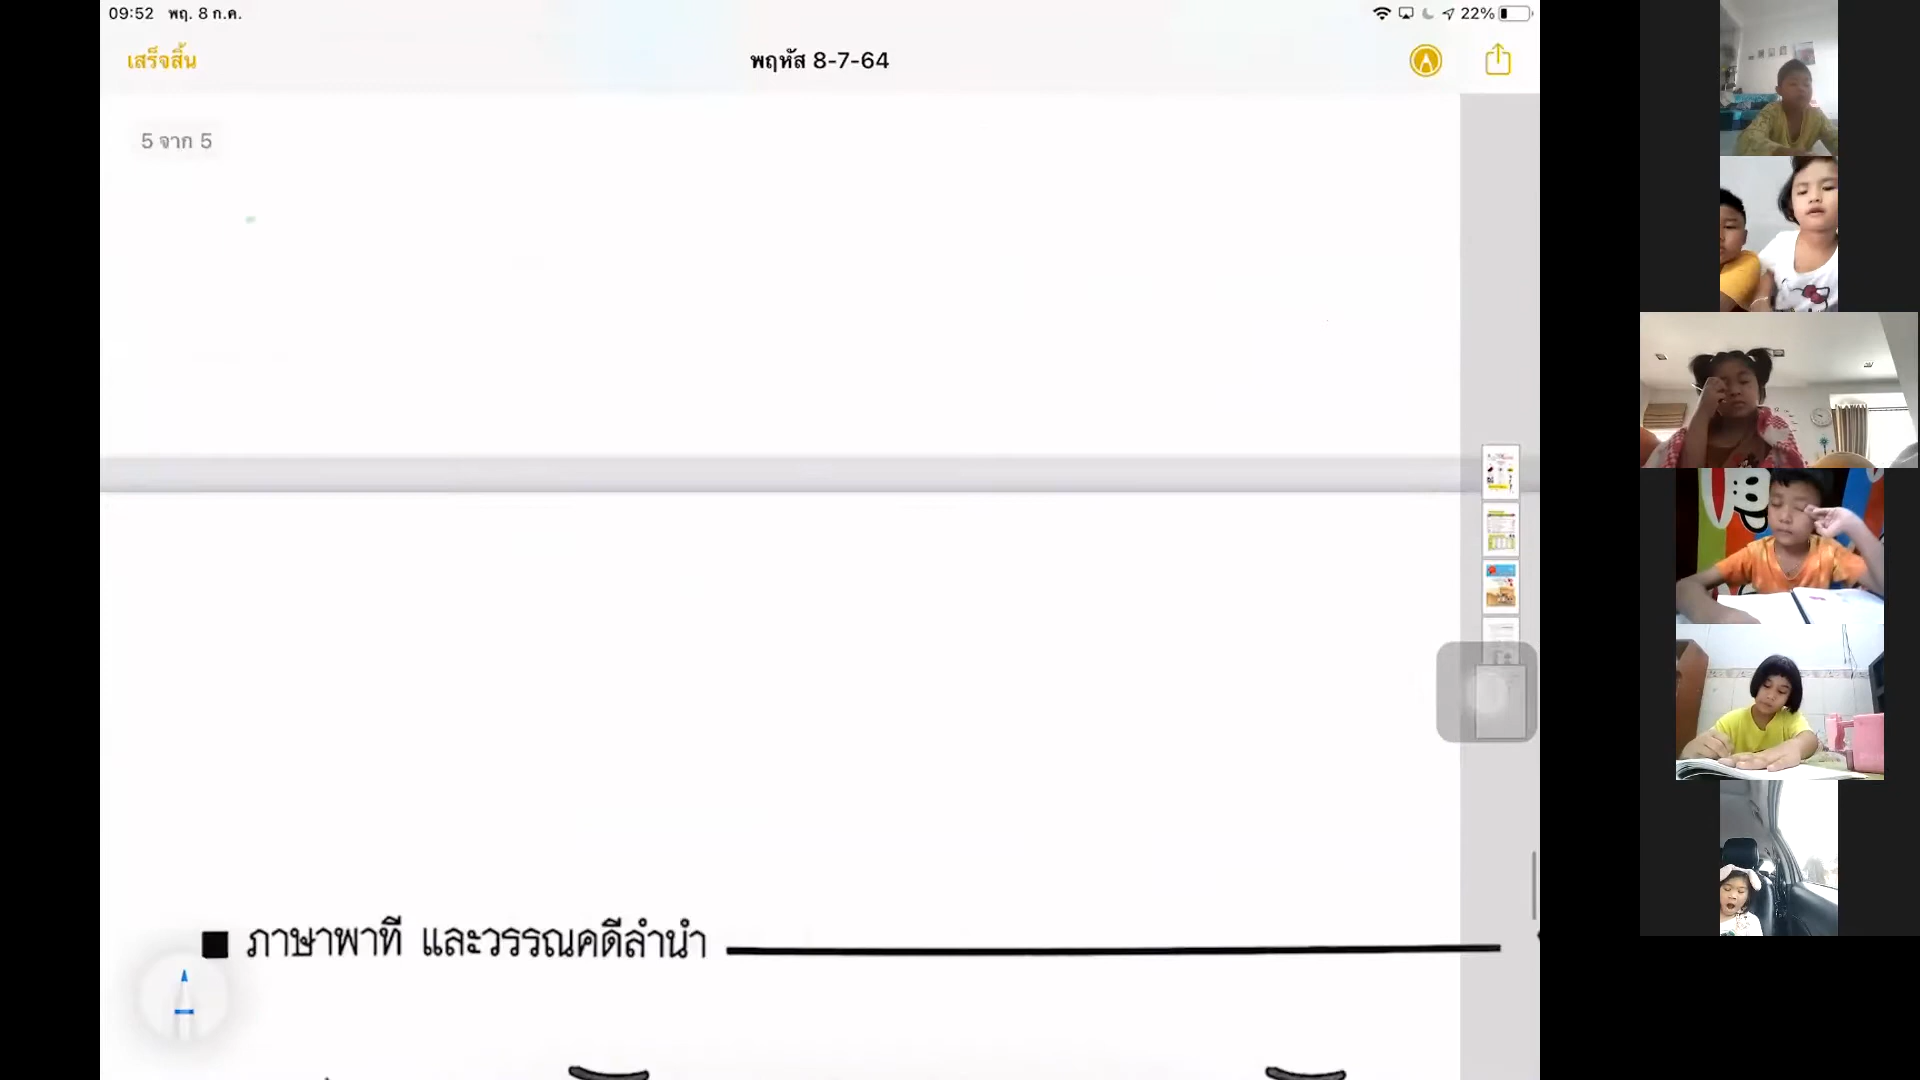 09:52 พฤ. 8 ก.ค.
22%
เสร็จสิ้น
พฤหัส 8-7-64
5 จาก 5
ภาษาพาที และวรรณคดีลำนำ